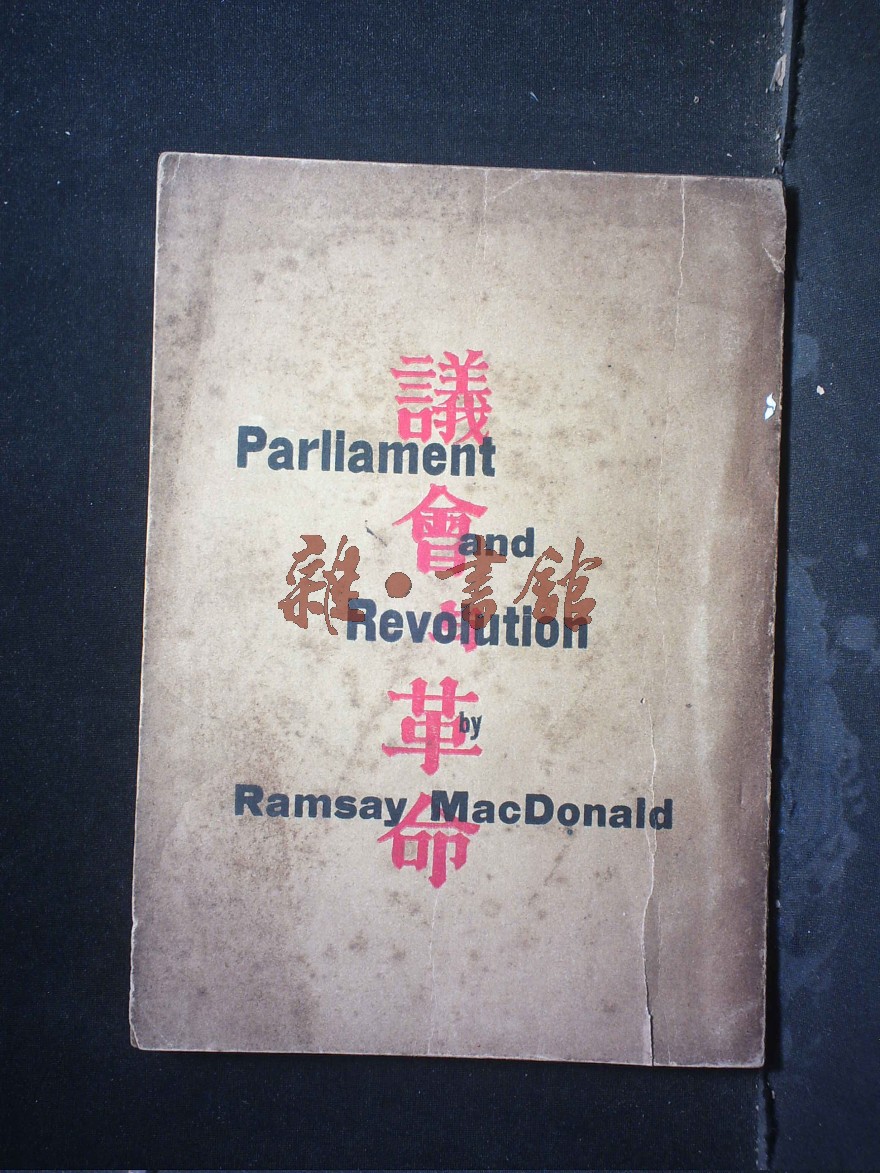 議會革命
Parliament
and
Revolution
by
Ramsay MacDonald
雜·書館